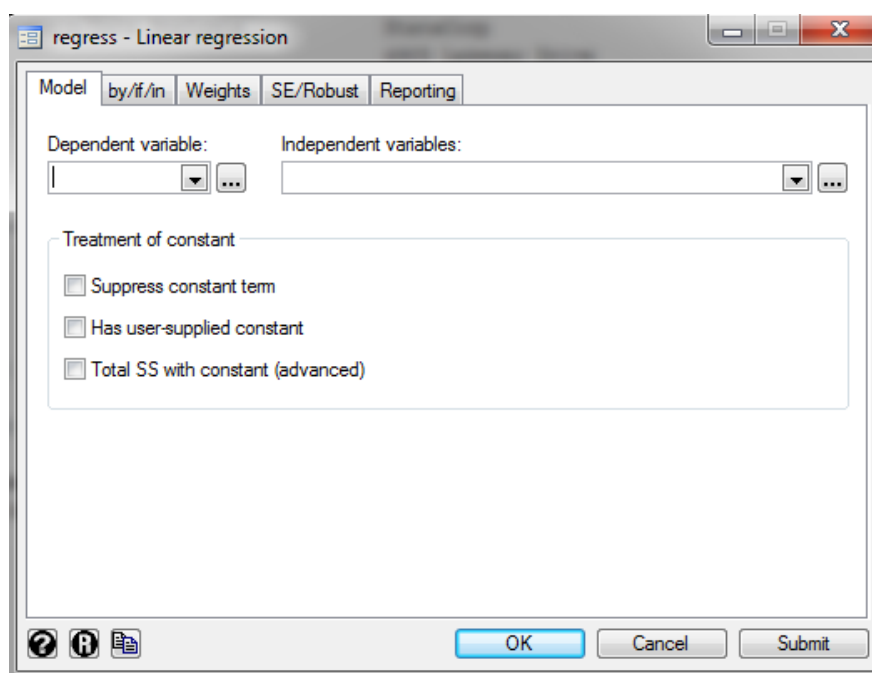 regress - Linear regression
Model by/if/in Weights SE/Robust Reporting
Dependent variable: Independent variables:
Treatment of constant
Suppress constant term
Has user-supplied constant
Total SS with constant (advanced)
? R OK Cancel Submit